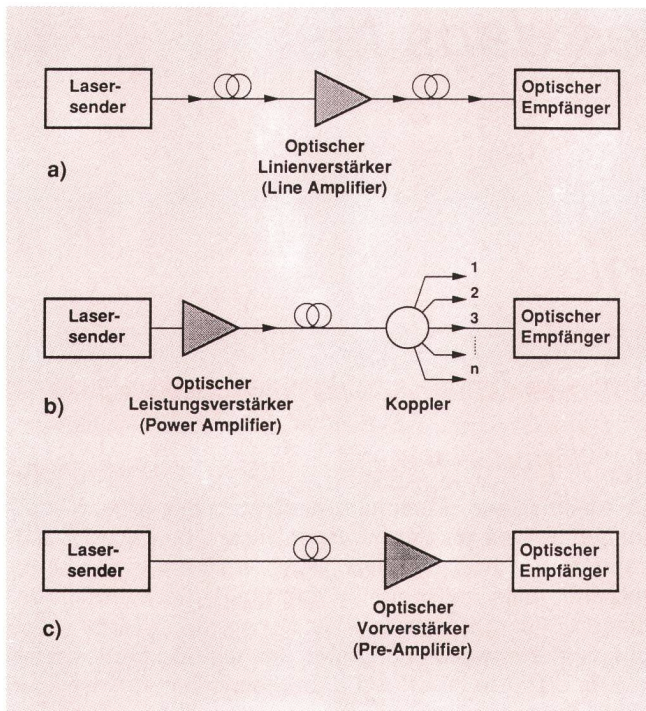 Laser-
sender
Optischer
Empfänger
Optischer
Linienverstärker
(Line Amplifier)
a)
1
2
3
n
Laser-
sender
Optischer
Empfänger
Optischer
Leistungsverstärker
(Power Amplifier)
Koppler
b)
Laser-
sender
Optischer
Empfänger
Optischer
Vorverstärker
(Pre-Amplifier)
c)